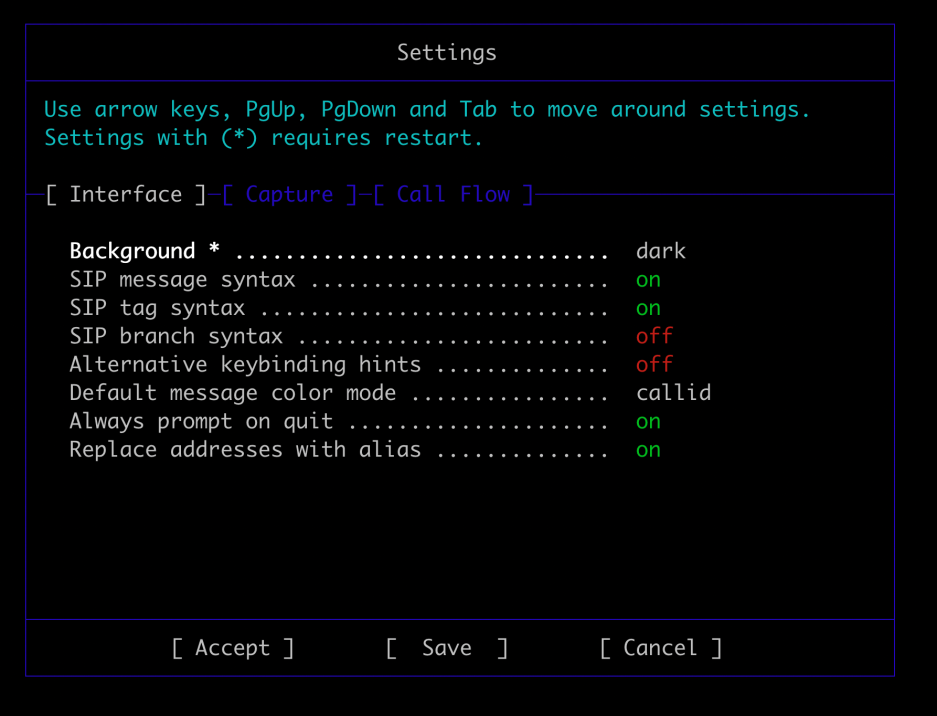 Settings
Use arrow keys, PgUp, PgDown and Tab to move around settings.
Settings with (*) requires restart.
[ Interface ]—[ Capture ]—[ Call Flow ]
Background * .............................. dark
SIP message syntax ........................ on
SIP tag syntax ............................ on
SIP branch syntax ......................... off
Alternative keybinding hints .............. off
Default message color mode ................ callid
Always prompt on quit ..................... on
Replace addresses with alias .............. on
[ Accept ] [ Save ] [ Cancel ]